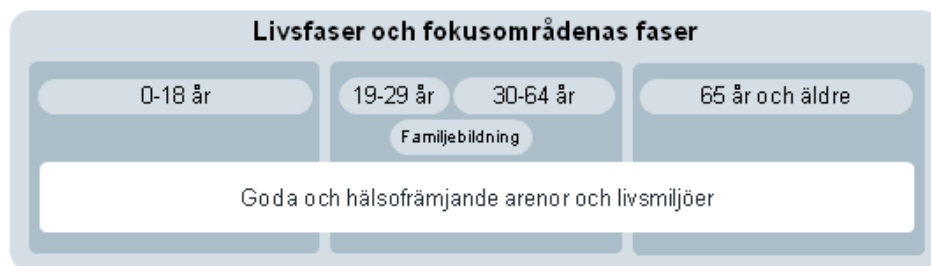 Livsfaser och fokusområdenas faser
0-18 år
19-29 år
30-64 år
65 år och äldre
Familjebildning
Goda och hälsofrämjande arenor och livsmiljöer